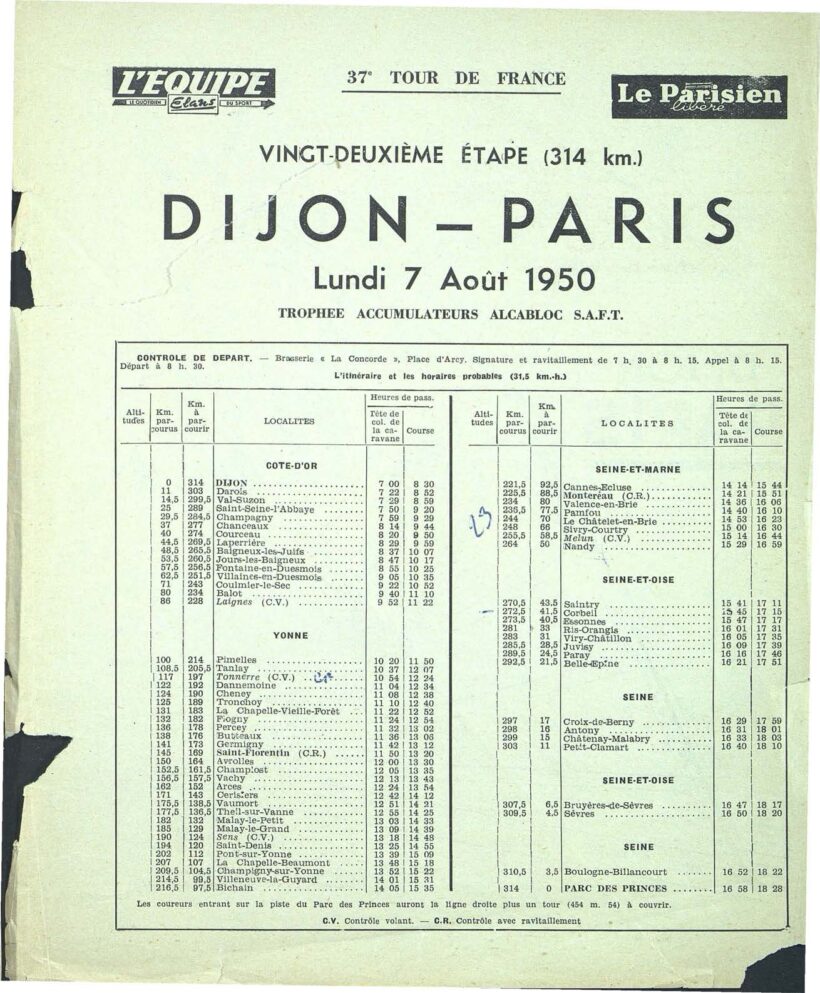 L'ÉQUIPE
LE QUOTIDIEN Elans DU SPORT
37e TOUR DE FRANCE
Le Parisien
libéré
VINGT-DEUXIÈME ÉTAPE (314 km.)
DIJON — PARIS
Lundi 7 Août 1950
TROPHEE ACCUMULATEURS ALCABLOC S.A.F.T.
CONTROLE DE DEPART. — Brasserie « La Concorde », Place d'Arcy. Signature et ravitaillement de 7 h. 30 à 8 h. 15. Appel à 8 h. 15.
Départ à 8 h. 30.
L'itinéraire et les horaires probables (31,5 km.-h.)
Alti-tudes Km. par-courus Km. à par-courir LOCALITES Heures de pass. Tête de col. de la ca-ravane Course
COTE-D'OR
0 314 DIJON 7 00 8 30
11 303 Darois 7 22 8 52
14,5 299,5 Val-Suzon 7 29 8 59
25 289 Saint-Seine-l'Abbaye 7 50 9 20
29,5 284,5 Champagny 7 59 9 29
37 277 Chanceaux 8 14 9 44
40 274 Courceau 8 20 9 50
44,5 269,5 Laperrière 8 29 9 59
48,5 265,5 Baigneux-les-Juifs 8 37 10 07
53,5 260,5 Jours-les-Baigneux 8 47 10 17
57,5 256,5 Fontaine-en-Duesmois 8 55 10 25
62,5 251,5 Villaines-en-Duesmois 9 05 10 35
71 243 Coulmier-le-Sec 9 22 10 52
80 234 Balot 9 40 11 10
86 228 Laignes (C.V.) 9 52 11 22
YONNE
100 214 Pimelles 10 20 11 50
108,5 205,5 Tanlay 10 37 12 07
117 197 Tonnerre (C.V.) 10 54 12 24
122 192 Dannemoine 11 04 12 34
124 190 Cheney 11 08 12 38
125 189 Tronchoy 11 10 12 40
131 183 La Chapelle-Vieille-Forêt 11 22 12 52
132 182 Flogny 11 24 12 54
136 178 Percey 11 32 13 02
138 176 Butteaux 11 36 13 06
141 173 Germigny 11 42 13 12
145 169 Saint-Florentin (C.R.) 11 50 13 20
150 164 Avrolles 12 00 13 30
152,5 161,5 Champlost 12 05 13 35
156,5 157,5 Vachy 12 13 13 43
162 152 Arces 12 24 13 54
171 143 Cerisiers 12 42 14 12
175,5 138,5 Vaumort 12 51 14 21
177,5 136,5 Theil-sur-Vanne 12 55 14 25
182 132 Malay-le-Petit 13 03 14 33
185 129 Malay-le-Grand 13 09 14 39
190 124 Sens (C.V.) 13 18 14 48
194 120 Saint-Denis 13 25 14 55
202 112 Pont-sur-Yonne 13 39 15 09
207 107 La Chapelle-Beaumont 13 48 15 18
209,5 104,5 Champigny-sur-Yonne 13 52 15 22
214,5 99,5 Villeneuve-la-Guyard 14 01 15 31
216,5 97,5 Bichain 14 05 15 35
Alti-tudes Km. par-courus Km. à par-courir LOCALITES Heures de pass. Tête de col. de la ca-ravane Course
SEINE-ET-MARNE
221,5 92,5 Cannes-Ecluse 14 14 15 44
225,5 88,5 Montereau (C.R.) 14 21 15 51
234 80 Valence-en-Brie 14 36 16 06
236,5 77,5 Pamfou 14 40 16 10
23
244 70 Le Châtelet-en-Brie 14 53 16 23
248 66 Sivry-Courtry 15 00 16 30
255,5 58,5 Melun (C.V.) 15 14 16 44
264 50 Nandy 15 29 16 59
SEINE-ET-OISE
270,5 43,5 Saintry 15 41 17 11
272,5 41,5 Corbeil 15 45 17 15
273,5 40,5 Essonnes 15 47 17 17
281 33 Ris-Orangis 16 01 17 31
283 31 Viry-Châtillon 16 05 17 35
285,5 28,5 Juvisy 16 09 17 39
289,5 24,5 Paray 16 16 17 46
292,5 21,5 Belle-Epine 16 21 17 51
SEINE
297 17 Croix-de-Berny 16 29 17 59
298 16 Antony 16 31 18 01
299 15 Châtenay-Malabry 16 33 18 03
303 11 Petit-Clamart 16 40 18 10
SEINE-ET-OISE
307,5 6,5 Bruyères-de-Sèvres 16 47 18 17
309,5 4,5 Sèvres 16 50 18 20
SEINE
310,5 3,5 Boulogne-Billancourt 16 52 18 22
314 0 PARC DES PRINCES 16 58 18 28
Les coureurs entrant sur la piste du Parc des Princes auront la ligne droite plus un tour (454 m. 54) à couvrir.
C.V. Contrôle volant. — C.R. Contrôle avec ravitaillement